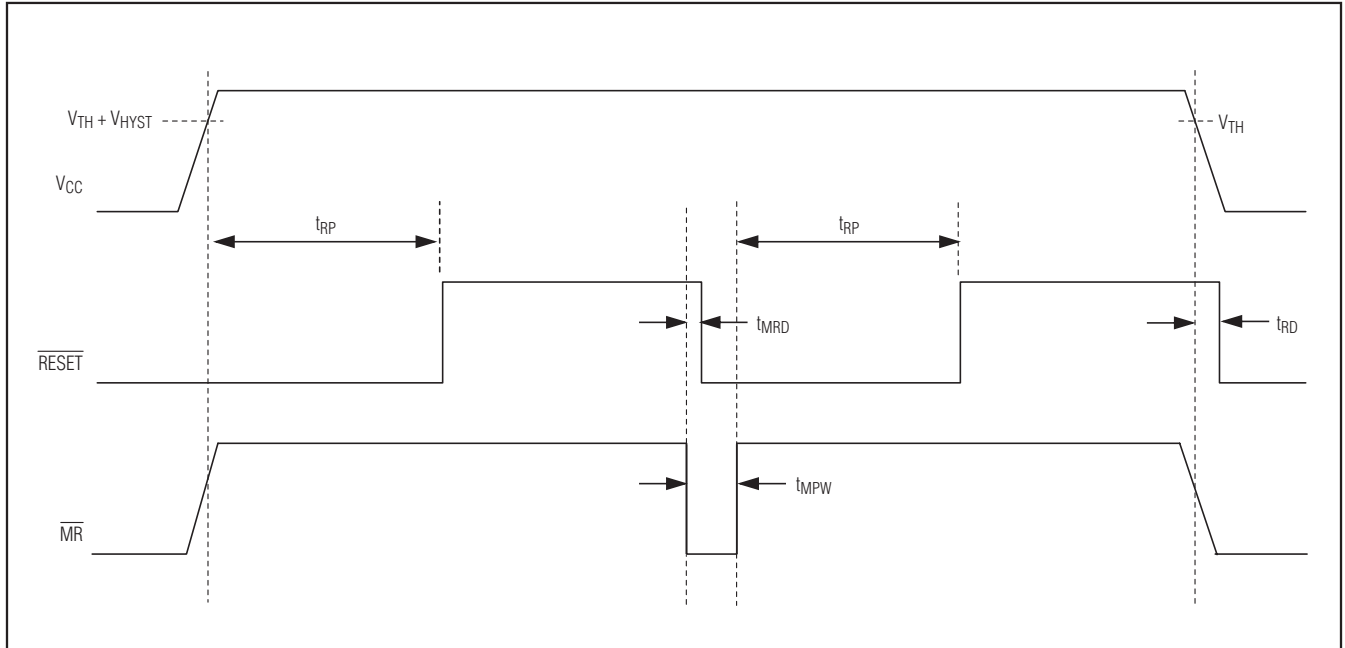 VTH + VHYST
VTH
VCC
tRP
tRP
tMRD
tRD
RESET
tMPW
MR